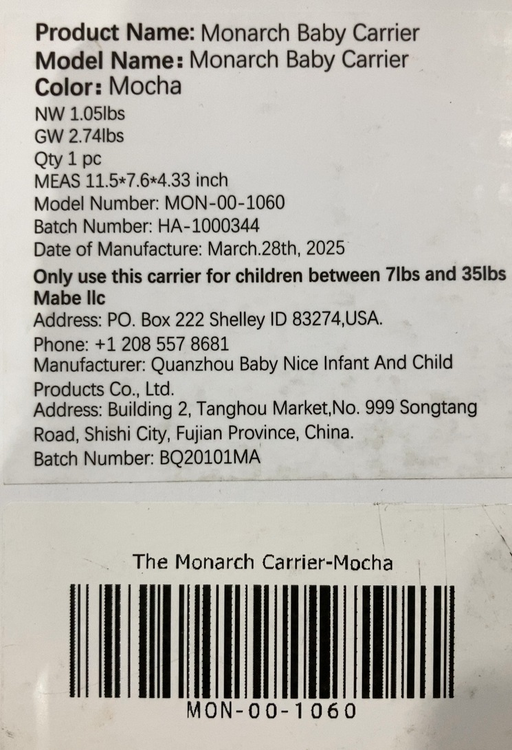 Product Name: Monarch Baby Carrier
Model Name: Monarch Baby Carrier
Color: Mocha
NW 1.05lbs
GW 2.74lbs
Qty 1 pc
MEAS 11.5*7.6*4.33 inch
Model Number: MON-00-1060
Batch Number: HA-1000344
Date of Manufacture: March.28th, 2025
Only use this carrier for children between 7lbs and 35lbs
Mabe llc
Address: PO. Box 222 Shelley ID 83274,USA.
Phone: +1 208 557 8681
Manufacturer: Quanzhou Baby Nice Infant And Child
Products Co., Ltd.
Address: Building 2, Tanghou Market,No. 999 Songtang
Road, Shishi City, Fujian Province, China.
Batch Number: BQ20101MA
The Monarch Carrier-Mocha
MON-00-1060